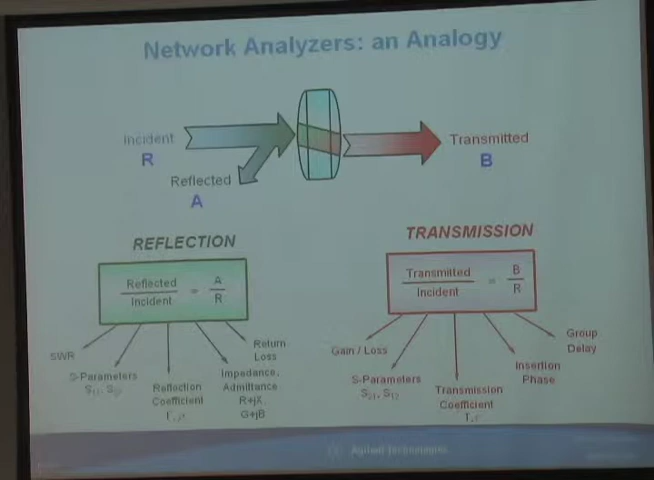 Network Analyzers: an Analogy
Incident
R
Reflected
A
Transmitted
B
REFLECTION
Reflected
Incident
=
A
R
SWR
S-Parameters
S11, S22
Reflection
Coefficient
Impedance,
Admittance
R+jX,
G+jB
Return
Loss
TRANSMISSION
Transmitted
Incident
=
B
R
Gain / Loss
S-Parameters
S21, S12
Transmission
Coefficient
Τ,τ
Insertion
Phase
Group
Delay
Agilent Technologies